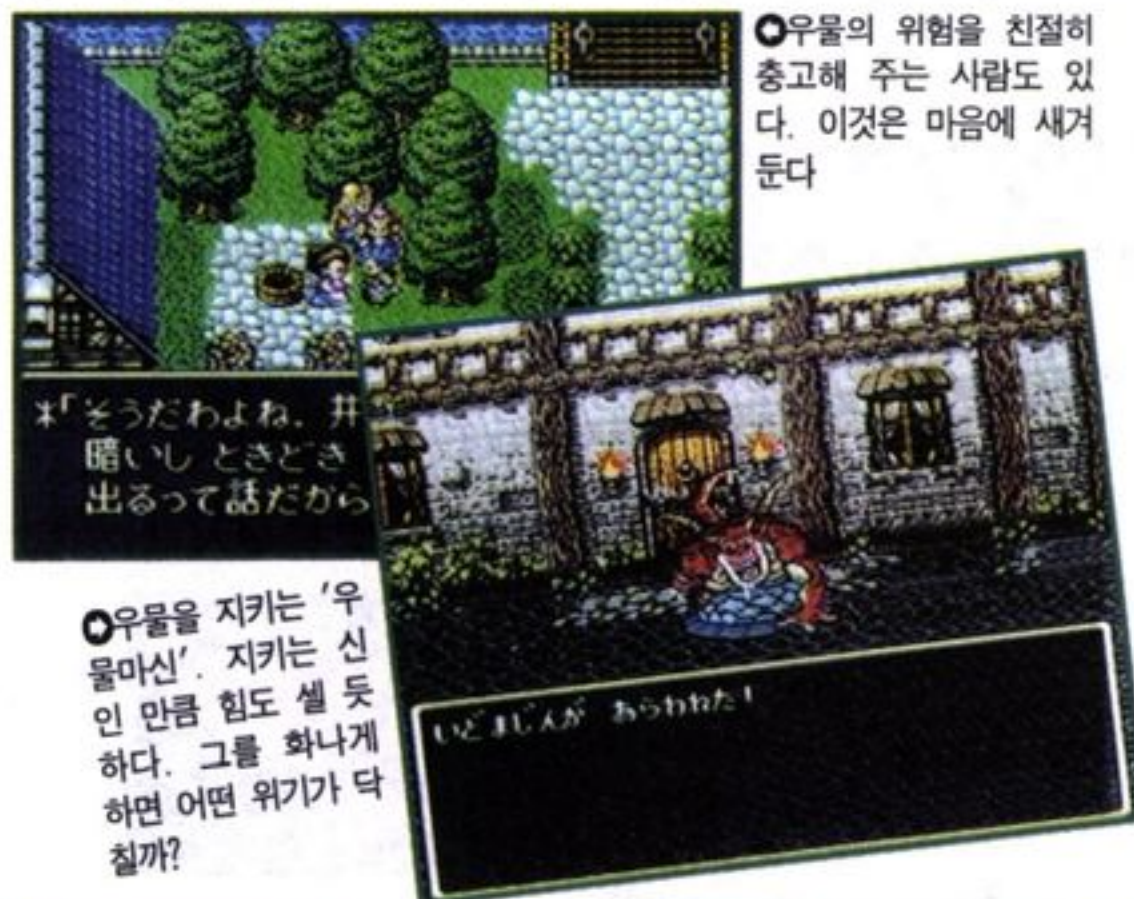 우물의 위험을 친절히
충고해 주는 사람도 있
다. 이것은 마음에 새겨
둔다
*「そうだわよね. 井
暗いし ときどき
出るって話だから
우물을 지키는 '우
물마신'. 지키는 신
인 만큼 힘도 셀 듯
하다. 그를 화나게
하면 어떤 위기가 닥
칠까?
いどまじんが あらわれた!